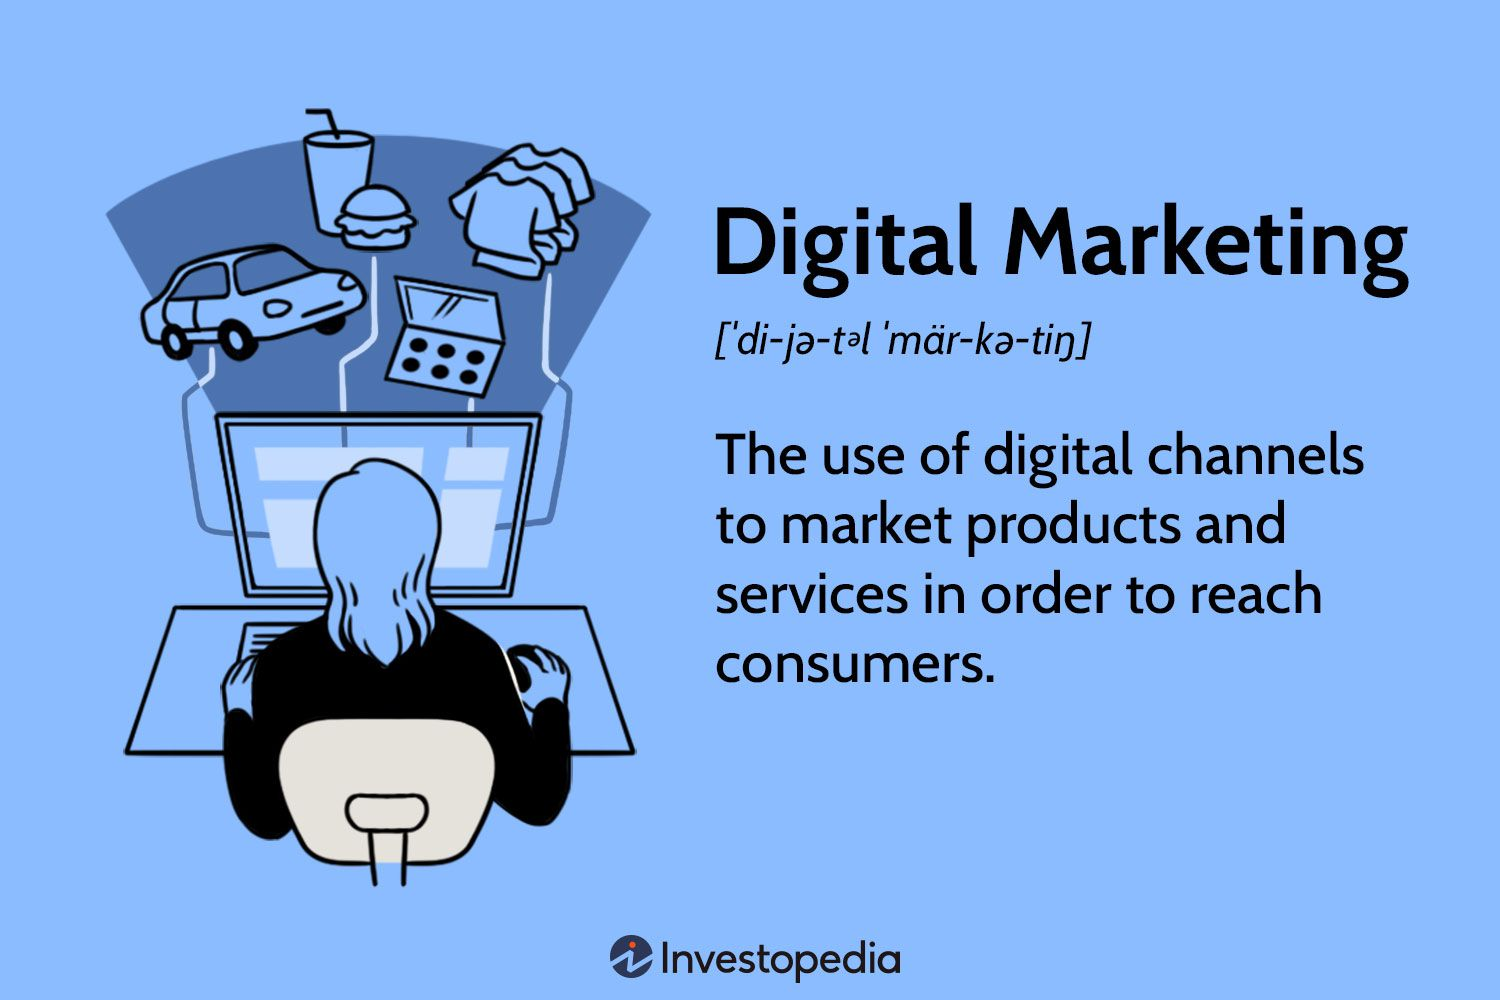 Digital Marketing
[ˈdi-jə-tᵊl ˈmär-kə-tiŋ]
The use of digital channels
to market products and
services in order to reach
consumers.
Investopedia